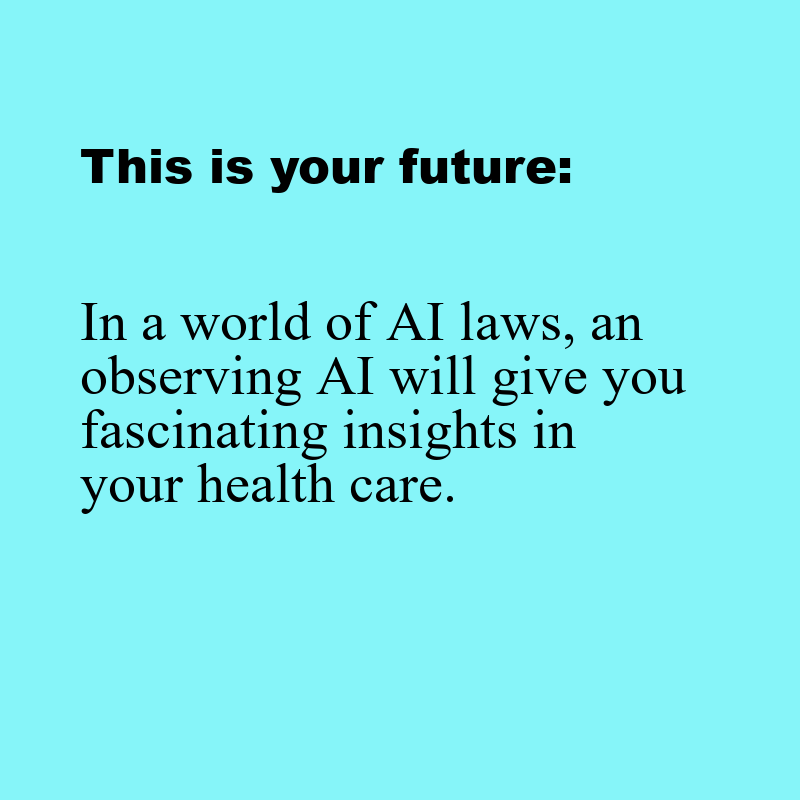 This is your future:
In a world of AI laws, an
observing AI will give you
fascinating insights in
your health care.